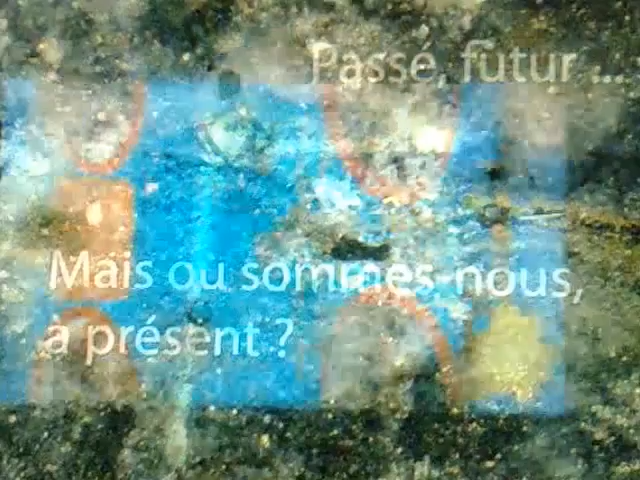 Passé, futur ...
Mais ou sommes-nous,
à présent ?